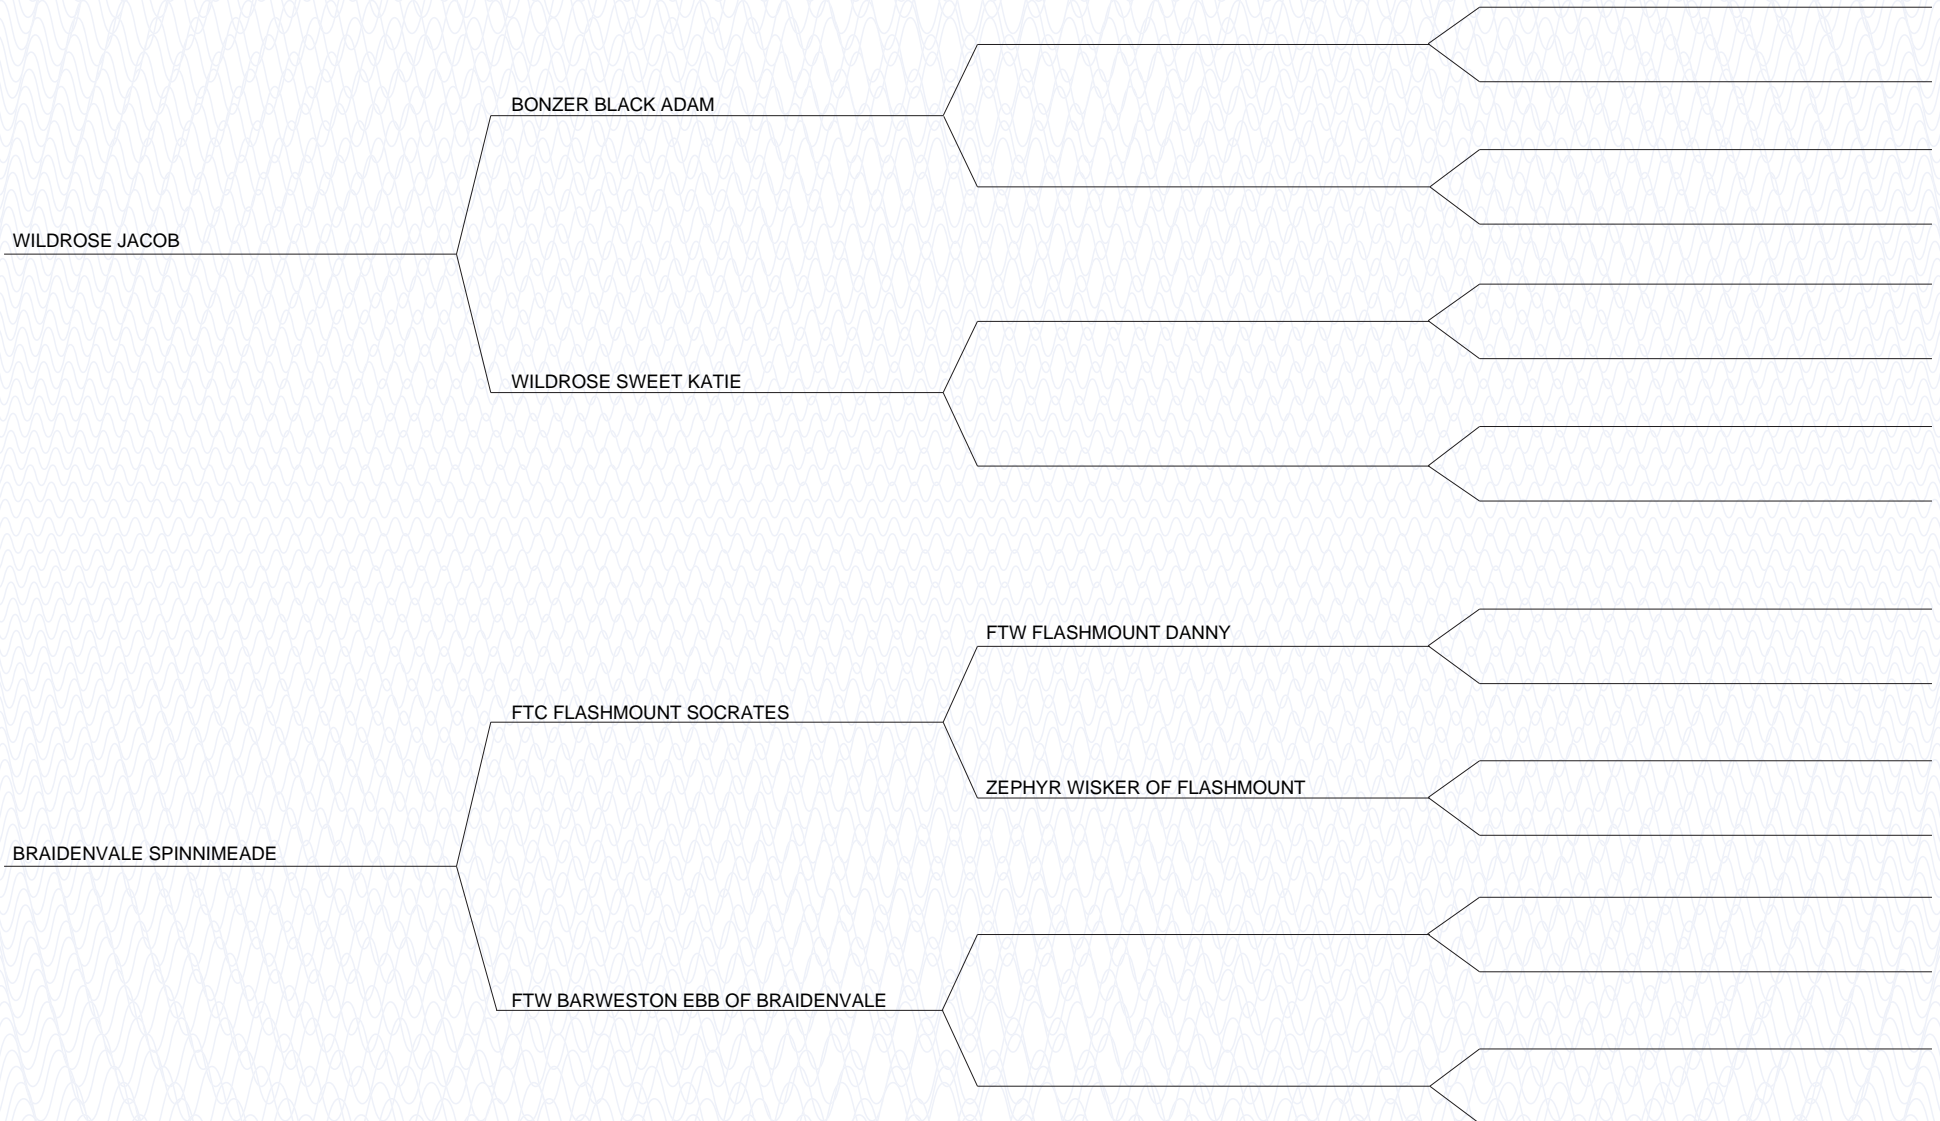 BONZER BLACK ADAM
WILDROSE JACOB
WILDROSE SWEET KATIE
FTW FLASHMOUNT DANNY
FTC FLASHMOUNT SOCRATES
ZEPHYR WISKER OF FLASHMOUNT
BRAIDENVALE SPINNIMEADE
FTW BARWESTON EBB OF BRAIDENVALE